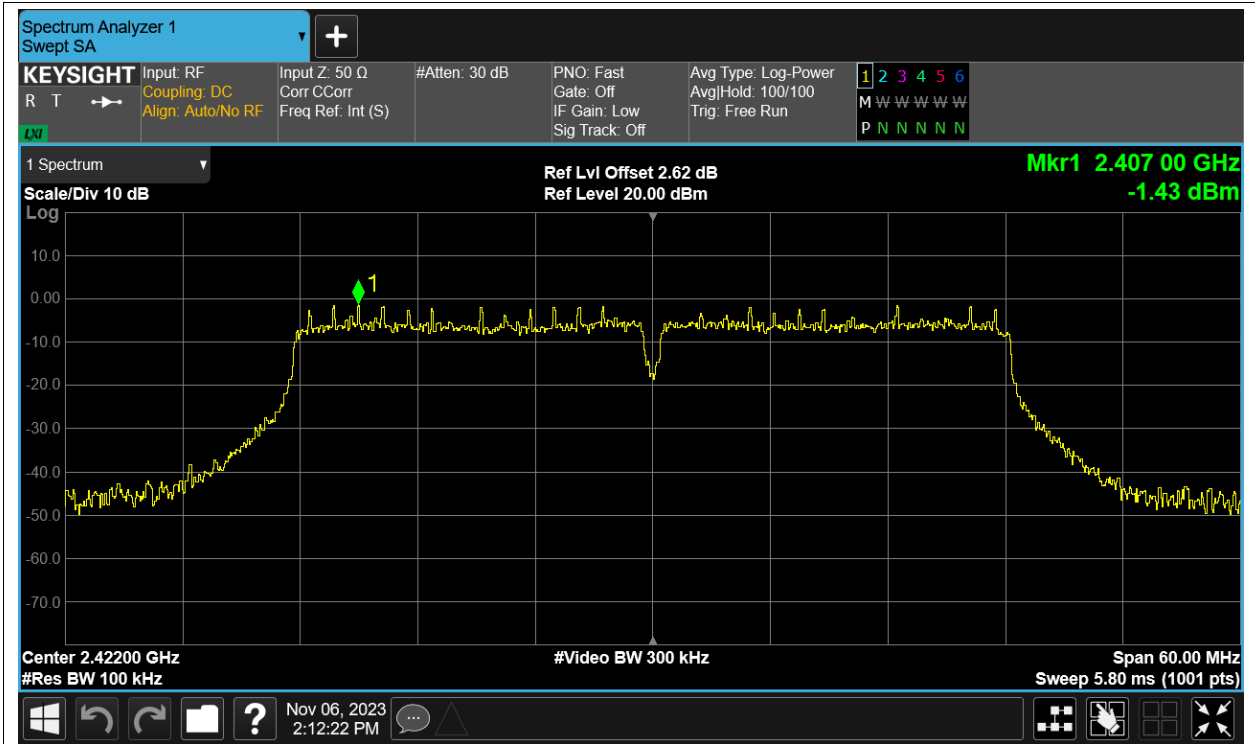 Spectrum Analyzer 1
Swept SA
+
KEYSIGHT
R T
LXI
Input: RF
Coupling: DC
Align: Auto/No RF
Input Z: 50 Ω
Corr CCorr
Freq Ref: Int (S)
#Atten: 30 dB
PNO: Fast
Gate: Off
IF Gain: Low
Sig Track: Off
Avg Type: Log-Power
Avg|Hold: 100/100
Trig: Free Run
1 2 3 4 5 6
M W W W W W
P N N N N N
1 Spectrum
Scale/Div 10 dB
Ref Lvl Offset 2.62 dB
Ref Level 20.00 dBm
Mkr1 2.407 00 GHz
-1.43 dBm
Log
10.0
0.00
-10.0
-20.0
-30.0
-40.0
-50.0
-60.0
-70.0
1
Center 2.42200 GHz
#Video BW 300 kHz
Span 60.00 MHz
#Res BW 100 kHz
Sweep 5.80 ms (1001 pts)
?
Nov 06, 2023
2:12:22 PM